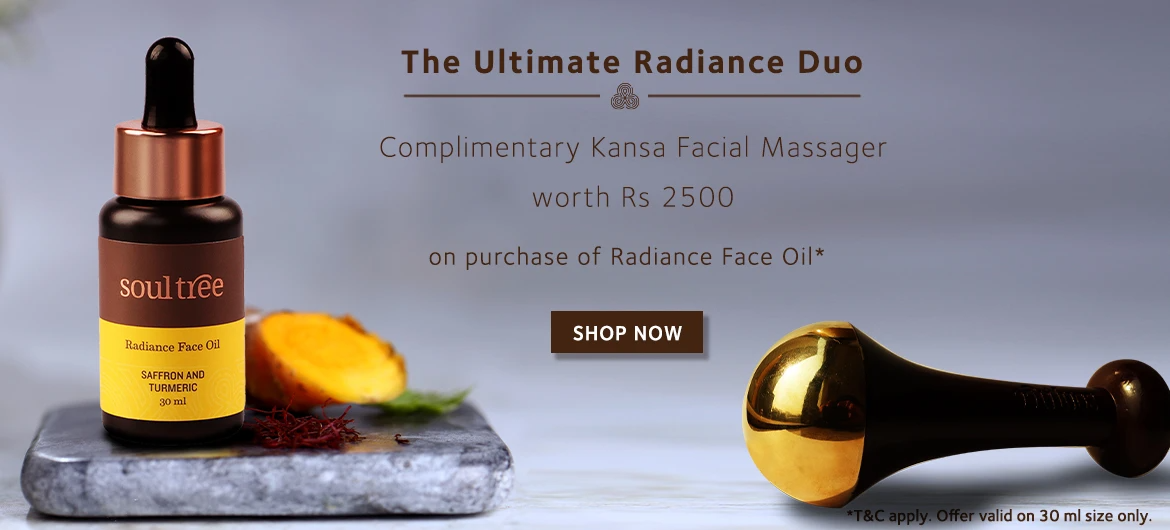 The Ultimate Radiance Duo
Complimentary Kansa Facial Massager
worth Rs 2500
on purchase of Radiance Face Oil*
SHOP NOW
soultree
Radiance Face Oil
SAFFRON AND
TURMERIC
30 ml
*T&C apply. Offer valid on 30 ml size only.